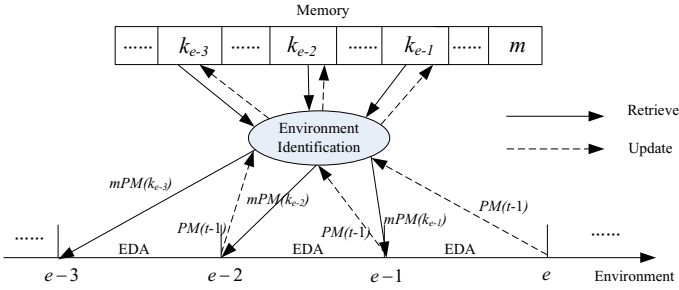 Memory
...... k_{e-3} ...... k_{e-2} ...... k_{e-1} ...... m
Environment
Identification
Retrieve
Update
mPM(k_{e-3})
mPM(k_{e-2})
PM(t-1)
PM(t-1)
mPM(k_{e-1})
PM(t-1)
......
EDA
EDA
EDA
......
e−3
e−2
e−1
e
Environment